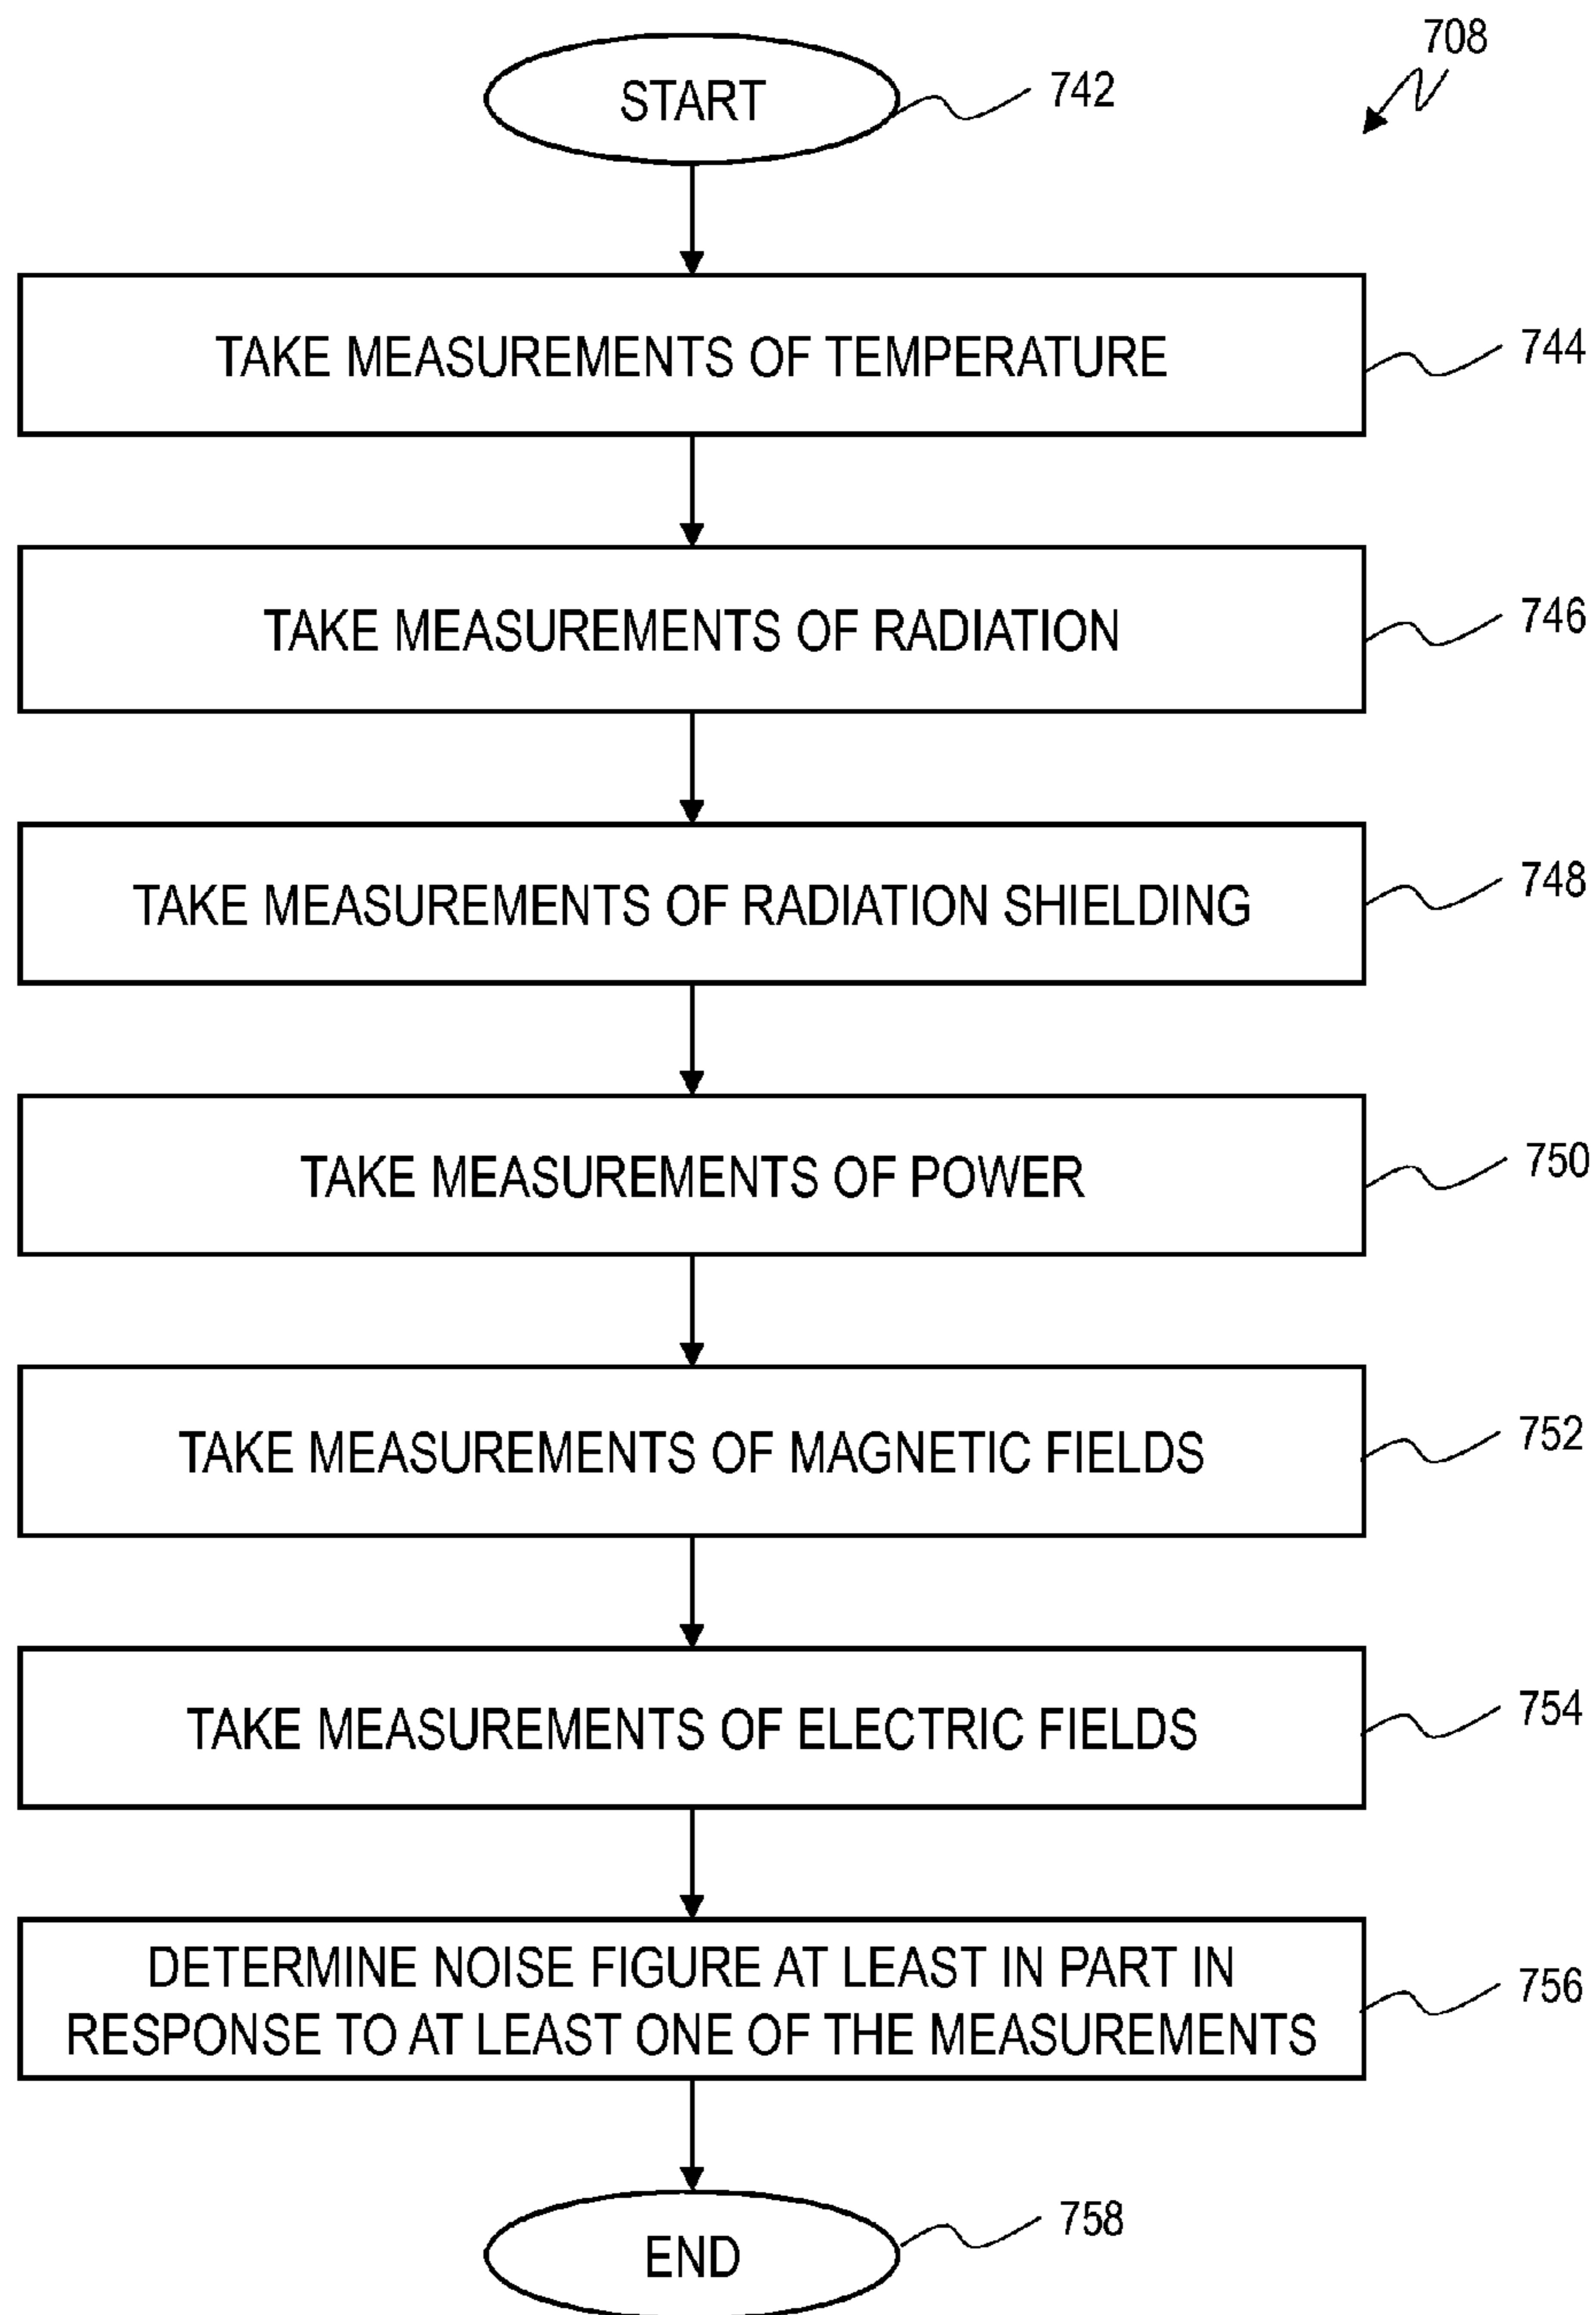 708
START
742
TAKE MEASUREMENTS OF TEMPERATURE
744
TAKE MEASUREMENTS OF RADIATION
746
TAKE MEASUREMENTS OF RADIATION SHIELDING
748
TAKE MEASUREMENTS OF POWER
750
TAKE MEASUREMENTS OF MAGNETIC FIELDS
752
TAKE MEASUREMENTS OF ELECTRIC FIELDS
754
DETERMINE NOISE FIGURE AT LEAST IN PART IN
RESPONSE TO AT LEAST ONE OF THE MEASUREMENTS
756
END
758